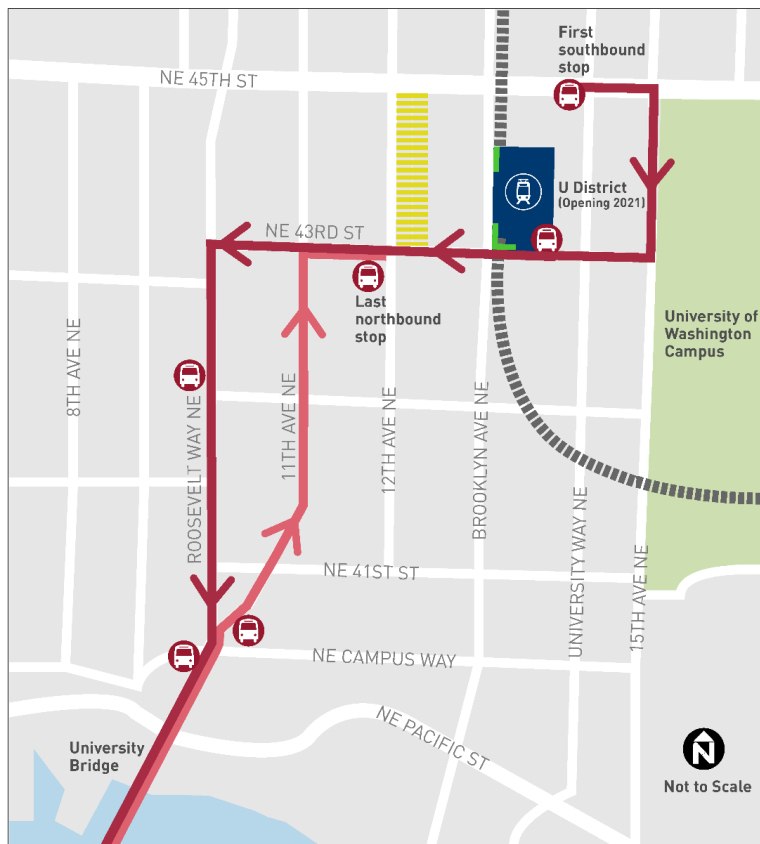 First
southbound
stop
NE 45TH ST
U District
(Opening 2021)
NE 43RD ST
Last
northbound
stop
University of
Washington
Campus
8TH AVE NE
ROOSEVELT WAY NE
11TH AVE NE
12TH AVE NE
BROOKLYN AVE NE
UNIVERSITY WAY NE
15TH AVE NE
NE 41ST ST
NE CAMPUS WAY
NE PACIFIC ST
University
Bridge
N
Not to Scale